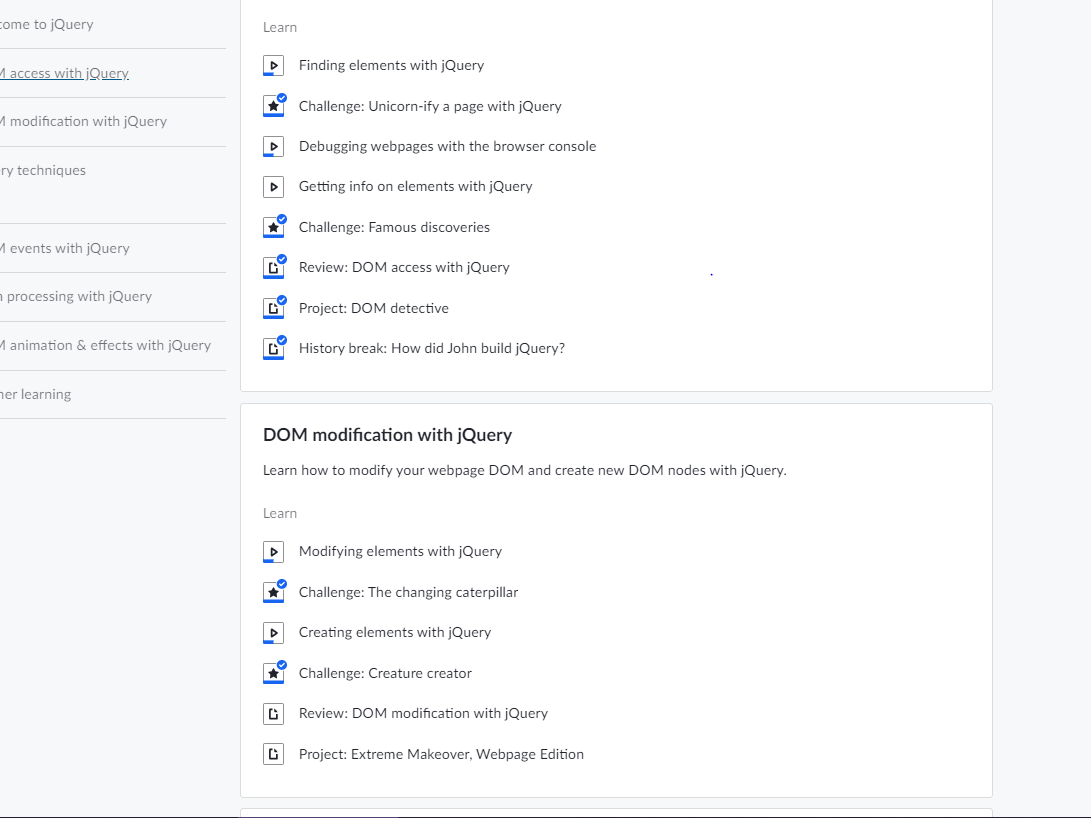 come to jQuery
M access with jQuery
M modification with jQuery
ry techniques
M events with jQuery
n processing with jQuery
M animation & effects with jQuery
ner learning
Learn
Finding elements with jQuery
Challenge: Unicorn-ify a page with jQuery
Debugging webpages with the browser console
Getting info on elements with jQuery
Challenge: Famous discoveries
Review: DOM access with jQuery
Project: DOM detective
History break: How did John build jQuery?
DOM modification with jQuery
Learn how to modify your webpage DOM and create new DOM nodes with jQuery.
Learn
Modifying elements with jQuery
Challenge: The changing caterpillar
Creating elements with jQuery
Challenge: Creature creator
Review: DOM modification with jQuery
Project: Extreme Makeover, Webpage Edition